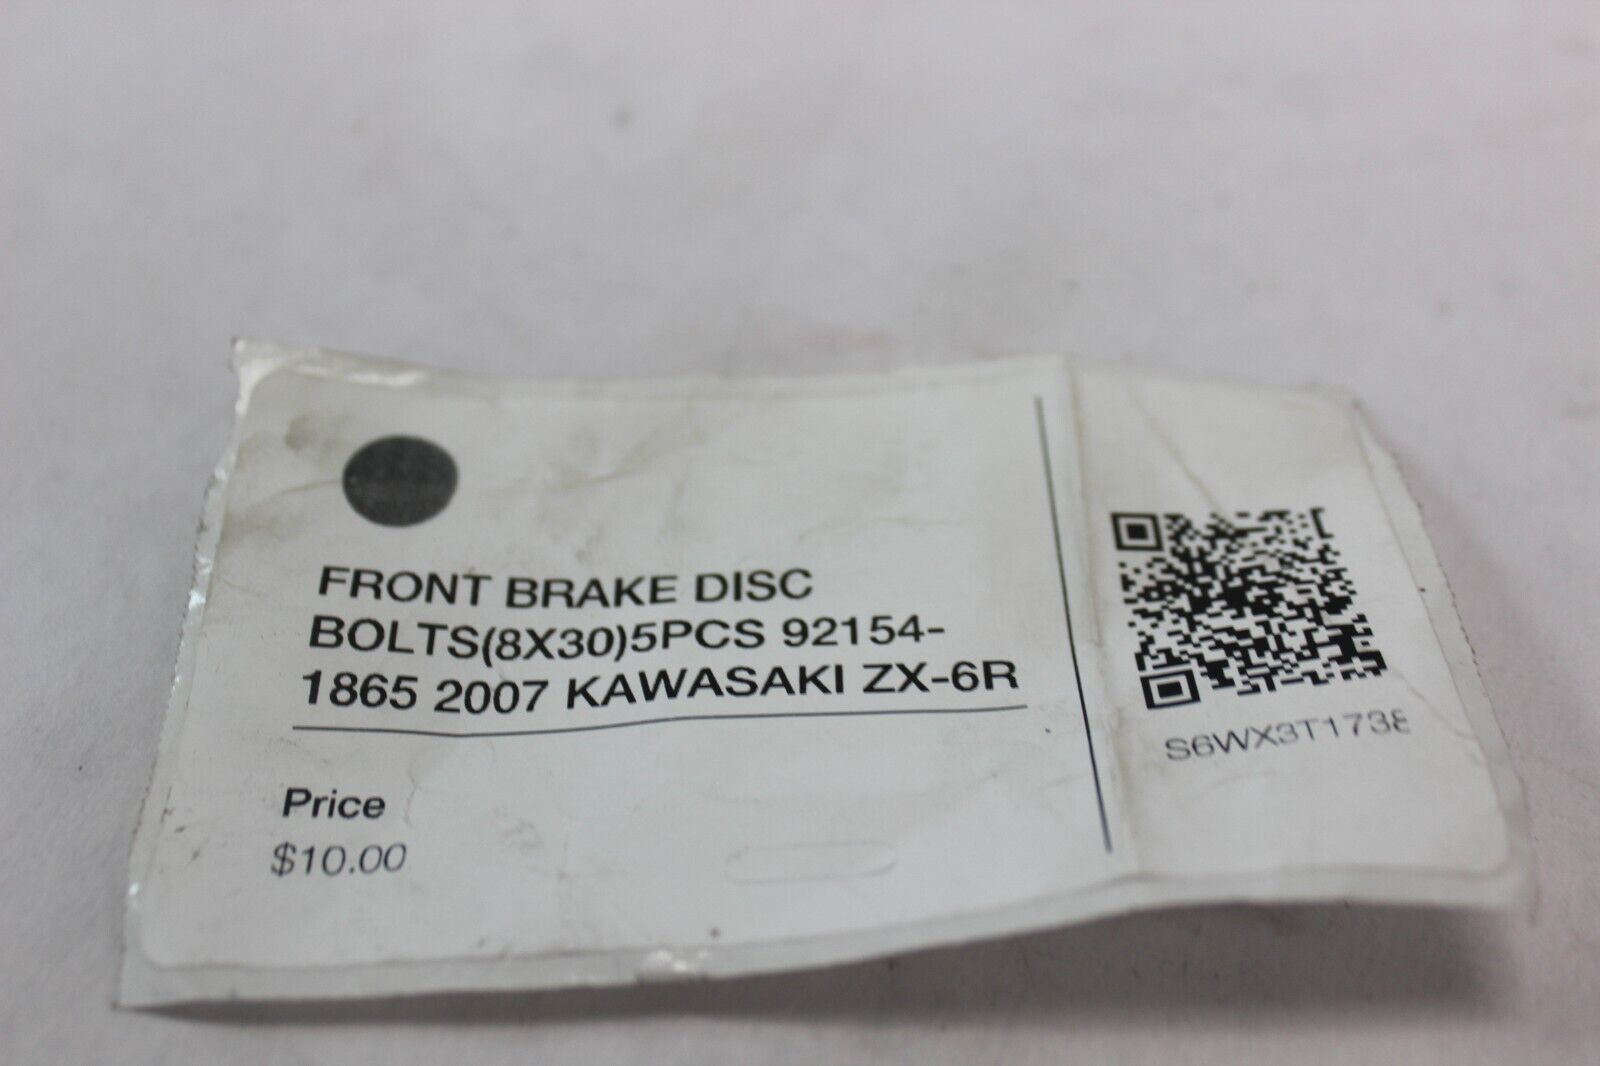 FRONT BRAKE DISC
BOLTS(8X30)5PCS 92154-
1865 2007 KAWASAKI ZX-6R
Price
$10.00
S6WX3T1738